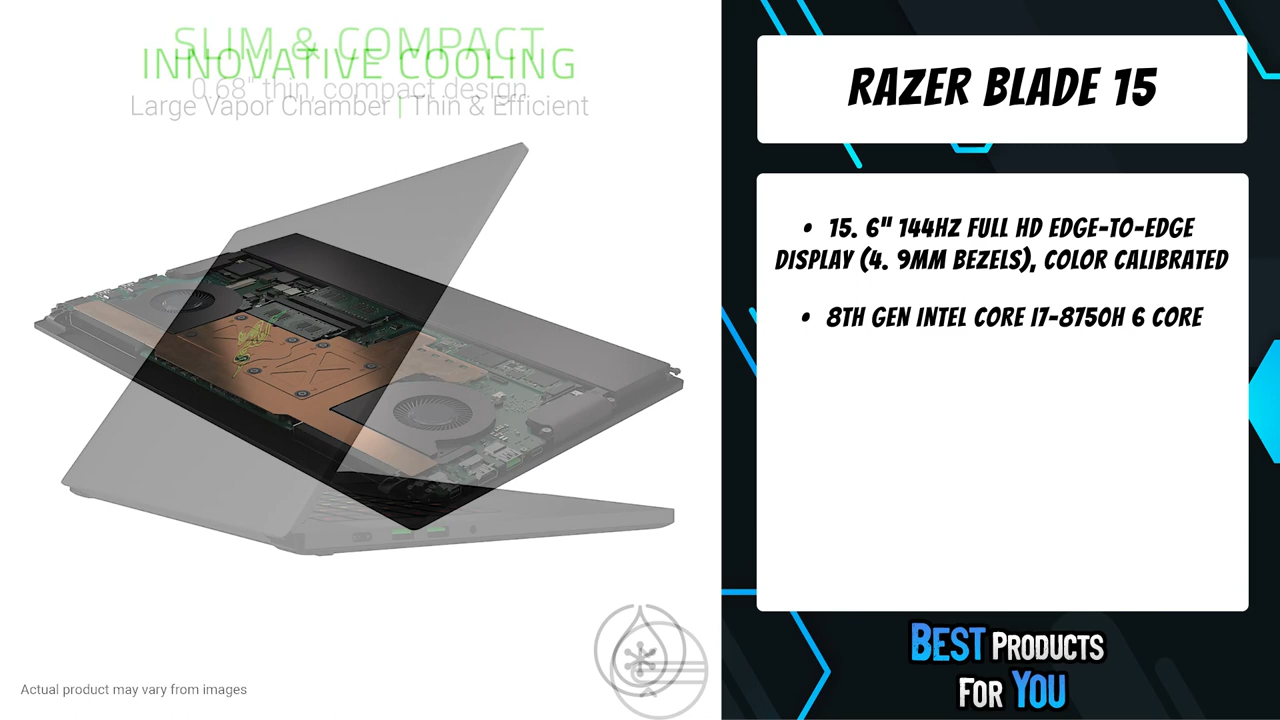 SLIM & COMPACT
INNOVATIVE COOLING
0.68" thin, compact design
Large Vapor Chamber | Thin & Efficient
Actual product may vary from images
RAZER BLADE 15
• 15. 6" 144HZ FULL HD EDGE-TO-EDGE
DISPLAY (4. 9MM BEZELS), COLOR CALIBRATED
• 8TH GEN INTEL CORE I7-8750H 6 CORE
BEST PRODUCTS
FOR YOU